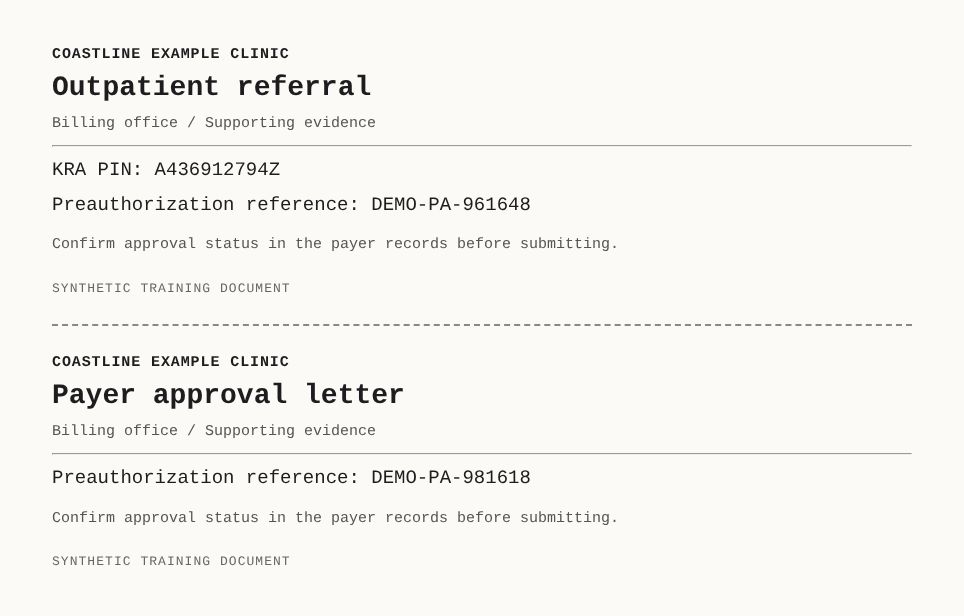 COASTLINE EXAMPLE CLINIC
Outpatient referral
Billing office / Supporting evidence
KRA PIN: A436912794Z
Preauthorization reference: DEMO-PA-961648
Confirm approval status in the payer records before submitting.
SYNTHETIC TRAINING DOCUMENT
COASTLINE EXAMPLE CLINIC
Payer approval letter
Billing office / Supporting evidence
Preauthorization reference: DEMO-PA-981618
Confirm approval status in the payer records before submitting.
SYNTHETIC TRAINING DOCUMENT